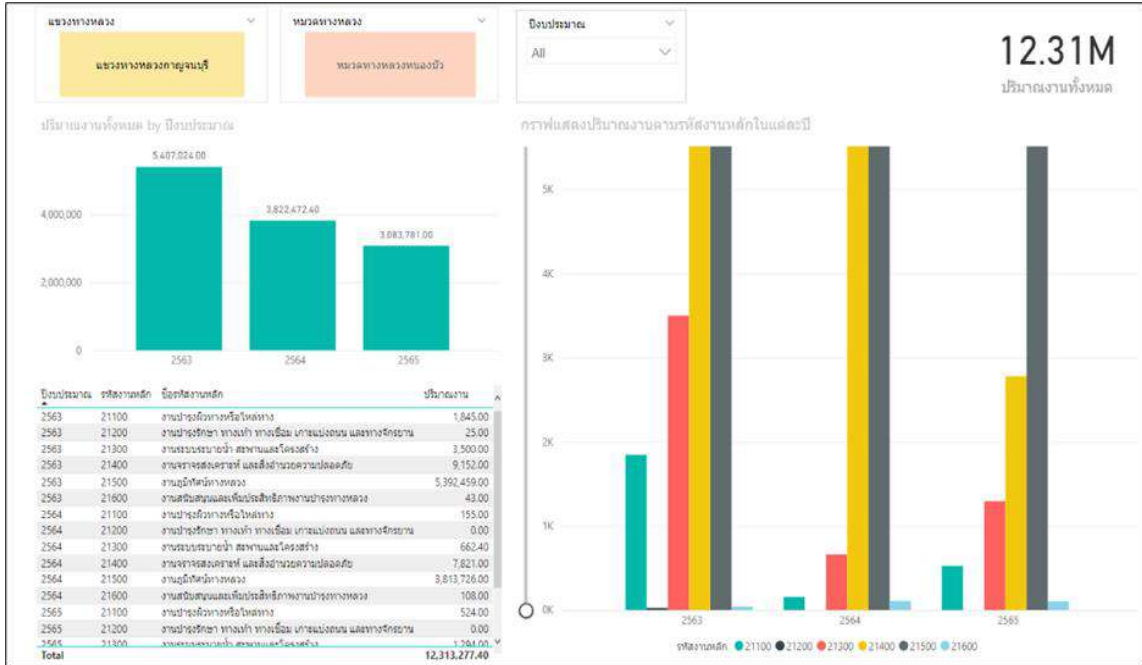 แขวงทางหลวง
แขวงทางหลวงกาญจนบุรี
หมวดทางหลวง
หมวดทางหลวงหนองบัว
ปีงบประมาณ
All
12.31M
ปริมาณงานทั้งหมด
ปริมาณงานทั้งหมด by ปีงบประมาณ
5,407,024.00
3,822,472.40
3,083,781.00
4,000,000
2,000,000
0
2563 2564 2565
กราฟแสดงปริมาณงานตามรหัสงานหลักในแต่ละปี
5K
4K
3K
2K
1K
0K
2563 2564 2565
รหัสงานหลัก 21100 21200 21300 21400 21500 21600
ปีงบประมาณ รหัสงานหลัก ชื่อรหัสงานหลัก ปริมาณงาน
2563 21100 งานบำรุงผิวทางหรือไหล่ทาง 1,845.00
2563 21200 งานบำรุงรักษา ทางเท้า ทางเชื่อม เกาะแบ่งถนน และทางจักรยาน 25.00
2563 21300 งานระบบระบายน้ำ สะพานและโครงสร้าง 3,500.00
2563 21400 งานจราจรสงเคราะห์ และสิ่งอำนวยความปลอดภัย 9,152.00
2563 21500 งานภูมิทัศน์ทางหลวง 5,392,459.00
2563 21600 งานสนับสนุนและเพิ่มประสิทธิภาพงานบำรุงทางหลวง 43.00
2564 21100 งานบำรุงผิวทางหรือไหล่ทาง 155.00
2564 21200 งานบำรุงรักษา ทางเท้า ทางเชื่อม เกาะแบ่งถนน และทางจักรยาน 0.00
2564 21300 งานระบบระบายน้ำ สะพานและโครงสร้าง 662.40
2564 21400 งานจราจรสงเคราะห์ และสิ่งอำนวยความปลอดภัย 7,821.00
2564 21500 งานภูมิทัศน์ทางหลวง 3,813,726.00
2564 21600 งานสนับสนุนและเพิ่มประสิทธิภาพงานบำรุงทางหลวง 108.00
2565 21100 งานบำรุงผิวทางหรือไหล่ทาง 524.00
2565 21200 งานบำรุงรักษา ทางเท้า ทางเชื่อม เกาะแบ่งถนน และทางจักรยาน 0.00
2565 21300 งานระบบระบายน้ำ สะพานและโครงสร้าง 1,294.00
Total 12,313,277.40